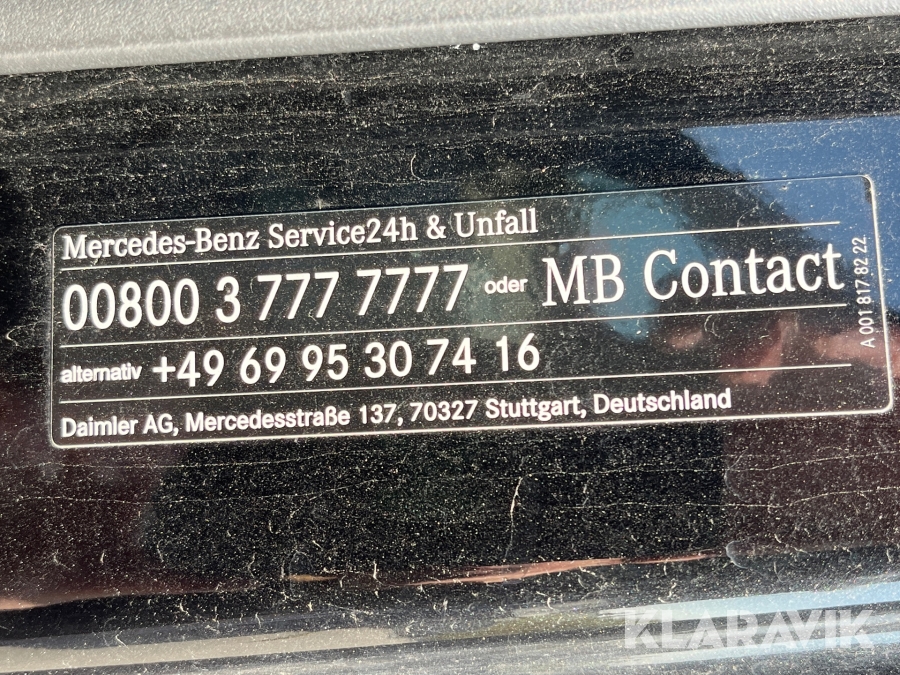 Mercedes-Benz Service24h & Unfall
00800 3 777 7777 oder MB Contact
alternativ +49 69 95 30 74 16
Daimler AG, Mercedesstraße 137, 70327 Stuttgart, Deutschland
A 001 817 82 22
KLARAVIK